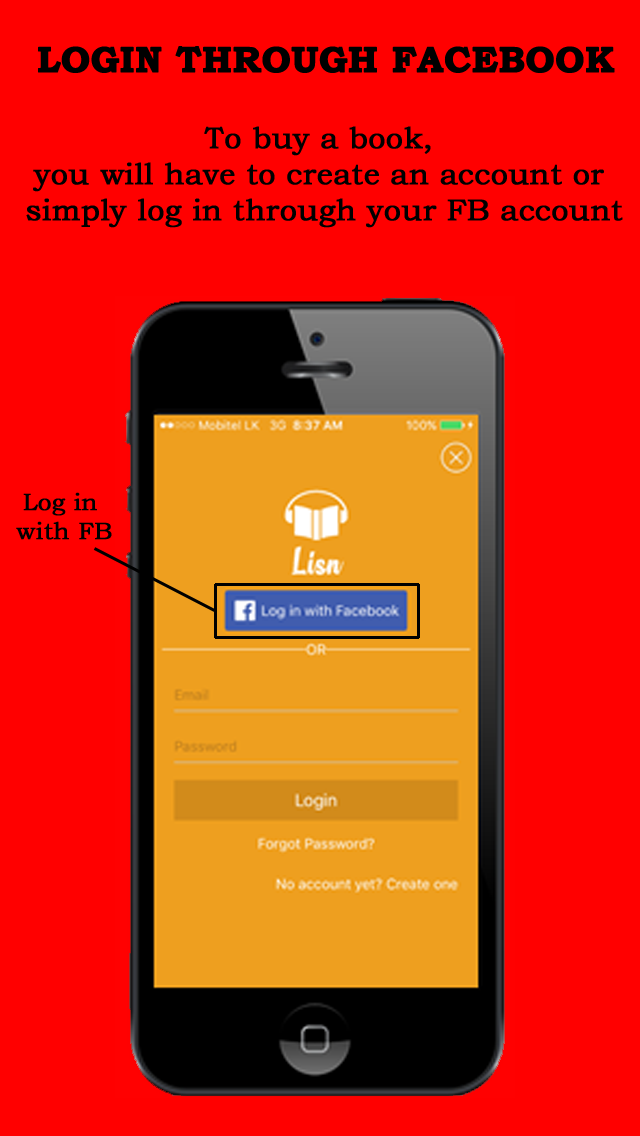 LOGIN THROUGH FACEBOOK
To buy a book,
you will have to create an account or
simply log in through your FB account
Mobitel LK 3G 8:37 AM 100%
Log in
with FB
Lisn
Log in with Facebook
OR
Email
Password
Login
Forgot Password?
No account yet? Create one